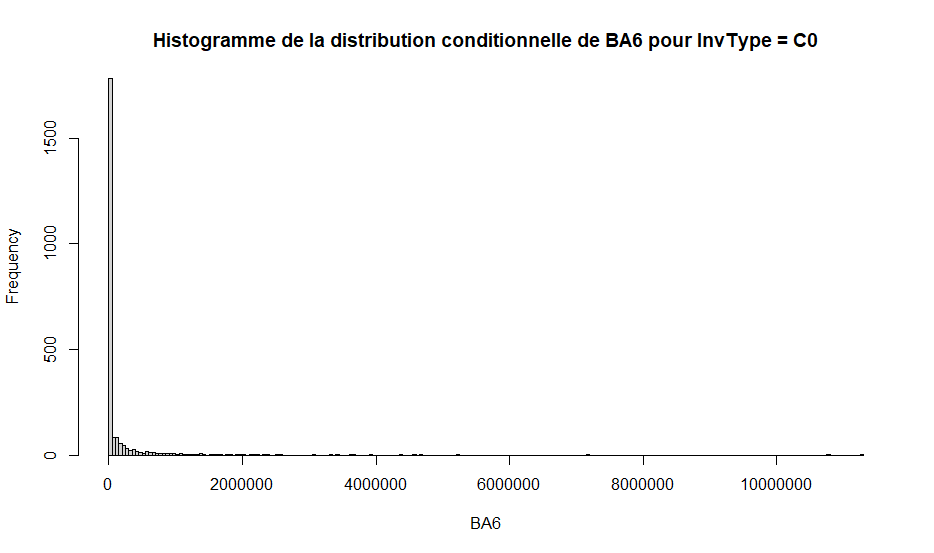 Histogramme de la distribution conditionnelle de BA6 pour InvType = C0
Frequency
1500
1000
500
0
0 2000000 4000000 6000000 8000000 10000000
BA6